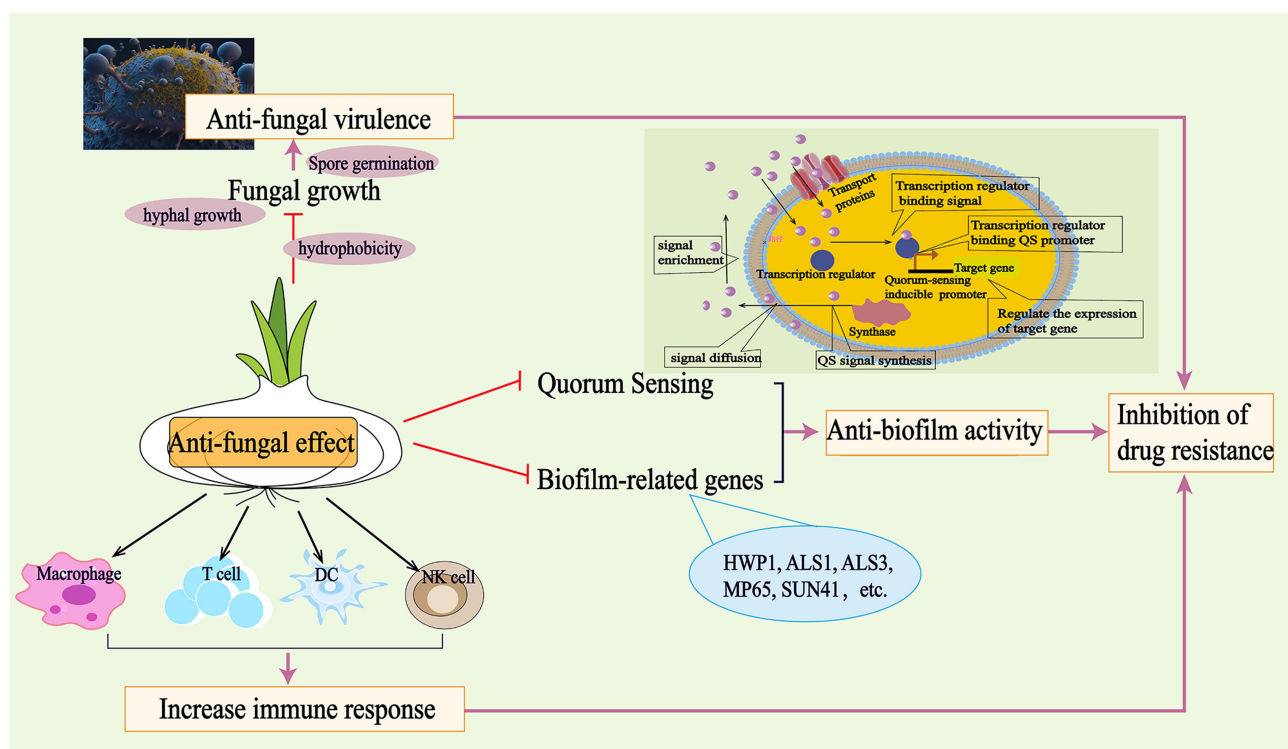 Anti-fungal virulence
Spore germination
Fungal growth
hyphal growth
hydrophobicity
Transport
proteins
Transcription regulator
binding signal
Transcription regulator
binding QS promoter
signal
enrichment
路径
Transcription regulator
Target gene
Quorum-sensing
inducible promoter
Regulate the expression
of target gene
Synthase
signal diffusion
QS signal synthesis
Quorum Sensing
Anti-fungal effect
Anti-biofilm activity
Inhibition of
drug resistance
Biofilm-related genes
HWP1, ALS1, ALS3,
MP65, SUN41, etc.
Macrophage
T cell
DC
NK cell
Increase immune response